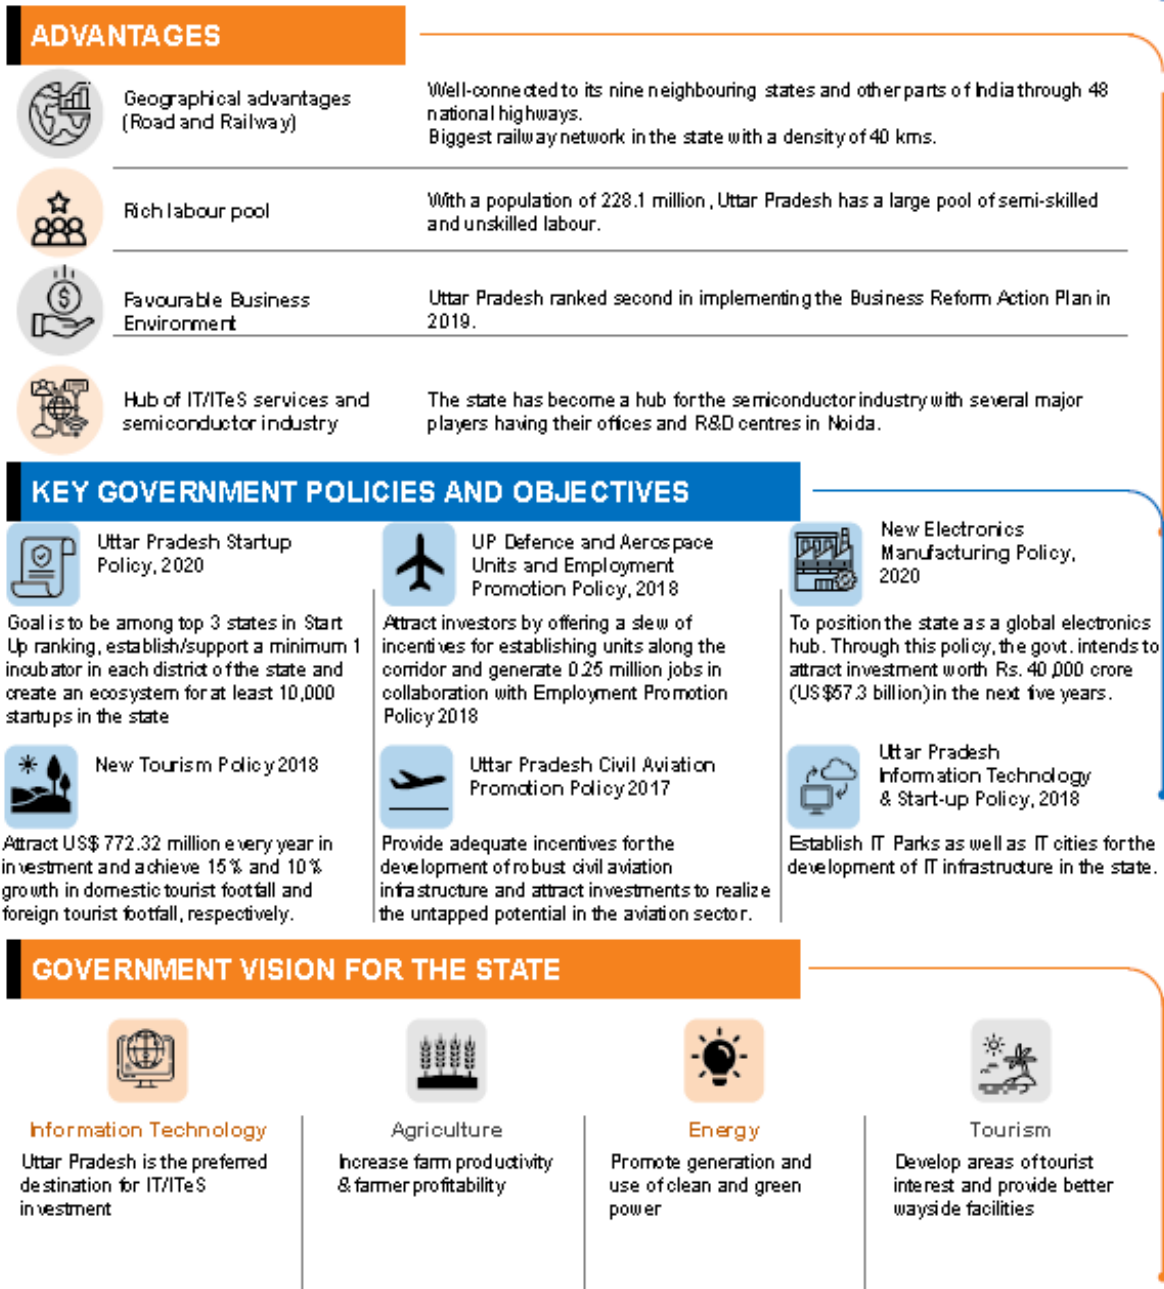 ADVANTAGES
Geographical advantages
(Road and Railway)
Well-connected to its nine neighbouring states and other parts of India through 48
national highways.
Biggest railway network in the state with a density of 40 kms.
Rich labour pool
With a population of 228.1 million, Uttar Pradesh has a large pool of semi-skilled
and unskilled labour.
Favourable Business
Environment
Uttar Pradesh ranked second in implementing the Business Reform Action Plan in
2019.
Hub of IT/ITeS services and
semiconductor industry
The state has become a hub for the semiconductor industry with several major
players having their offices and R&D centres in Noida.
KEY GOVERNMENT POLICIES AND OBJECTIVES
Uttar Pradesh Startup
Policy, 2020
Goal is to be among top 3 states in Start
Up ranking, establish/support a minimum 1
incubator in each district of the state and
create an ecosystem for at least 10,000
startups in the state
UP Defence and Aerospace
Units and Employment
Promotion Policy, 2018
Attract investors by offering a slew of
incentives for establishing units along the
corridor and generate 0.25 million jobs in
collaboration with Employment Promotion
Policy 2018
New Electronics
Manufacturing Policy,
2020
To position the state as a global electronics
hub. Through this policy, the govt. intends to
attract investment worth Rs. 40,000 crore
(US$57.3 billion) in the next five years.
New Tourism Policy 2018
Attract US$ 772.32 million every year in
investment and achieve 15% and 10%
growth in domestic tourist footfall and
foreign tourist footfall, respectively.
Uttar Pradesh Civil Aviation
Promotion Policy 2017
Provide adequate incentives for the
development of robust civil aviation
infrastructure and attract investments to realize
the untapped potential in the aviation sector.
Uttar Pradesh
Information Technology
& Start-up Policy, 2018
Establish IT Parks as well as IT cities for the
development of IT infrastructure in the state.
GOVERNMENT VISION FOR THE STATE
Information Technology
Uttar Pradesh is the preferred
destination for IT/ITeS
investment
Agriculture
Increase farm productivity
& farmer profitability
Energy
Promote generation and
use of clean and green
power
Tourism
Develop areas of tourist
interest and provide better
wayside facilities